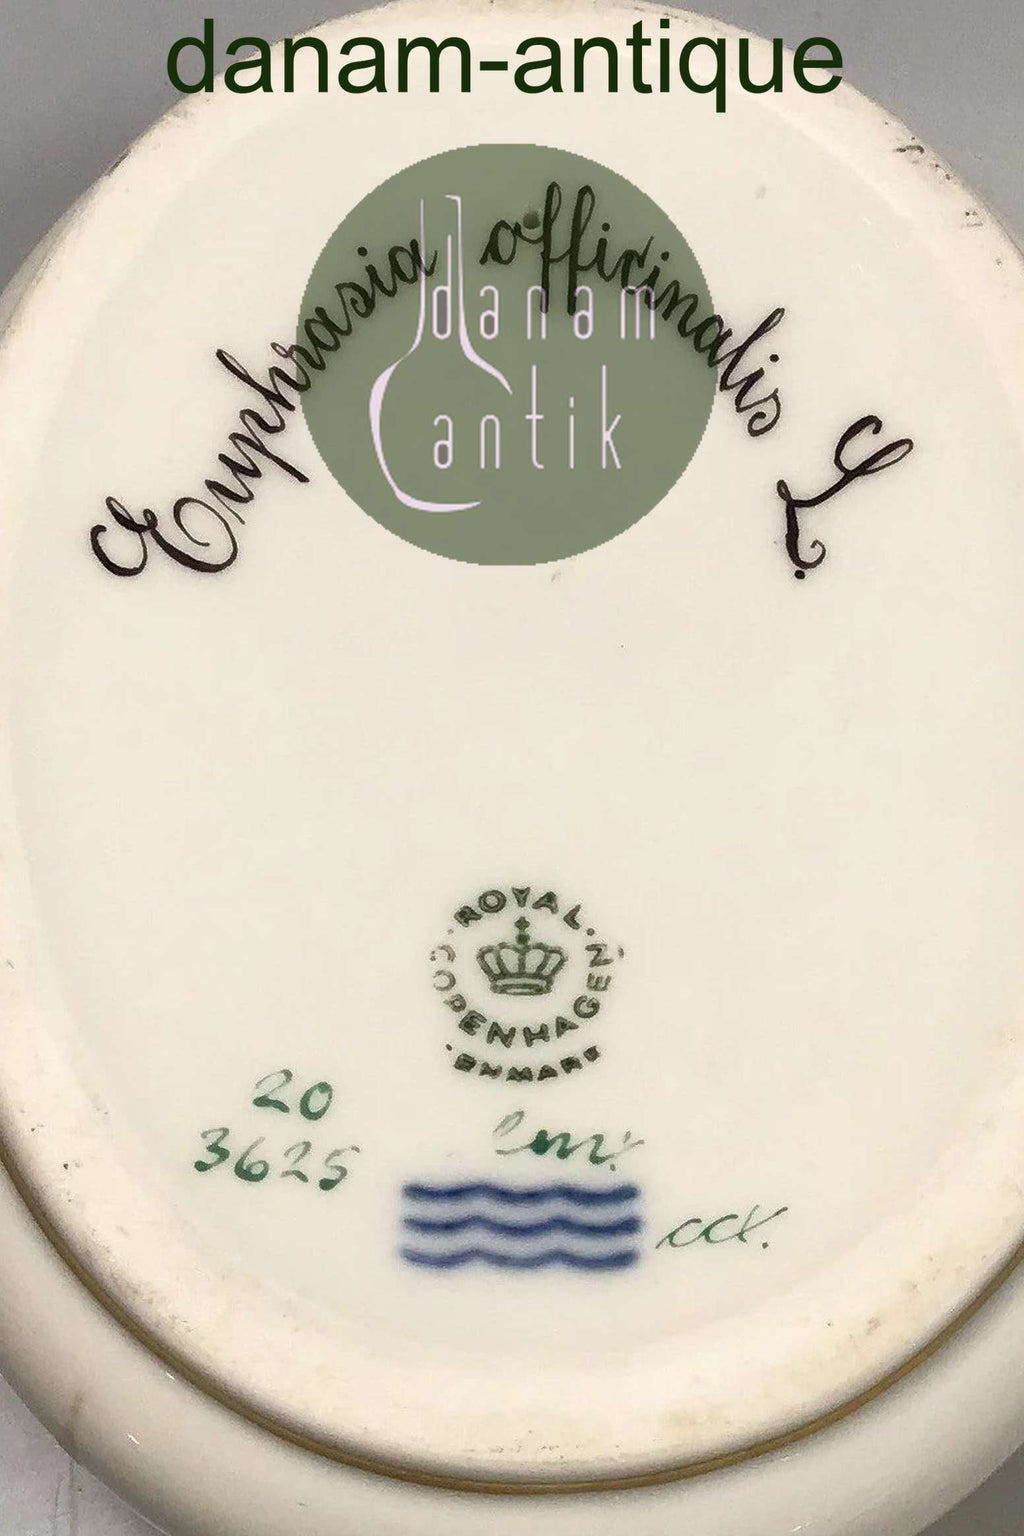 danam-antique
Euphrasia officinalis L.
danam
antik
ROYAL
COPENHAGEN
20
3625